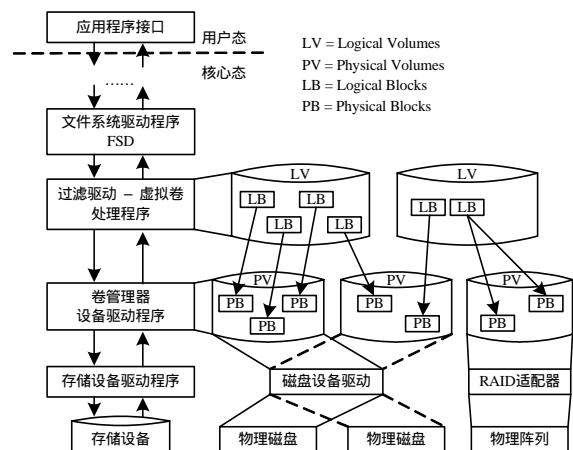 应用程序接口
用户态
核心态
LV = Logical Volumes
PV = Physical Volumes
LB = Logical Blocks
PB = Physical Blocks
……
文件系统驱动程序
FSD
过滤驱动 – 虚拟卷
处理程序
LV
LB
LB
LB
LB
LV
LB
LB
卷管理器
设备驱动程序
PV
PB
PB
PB
PV
PB
PB
PV
PB
PB
存储设备驱动程序
磁盘设备驱动
RAID适配器
存储设备
物理磁盘
物理磁盘
物理阵列